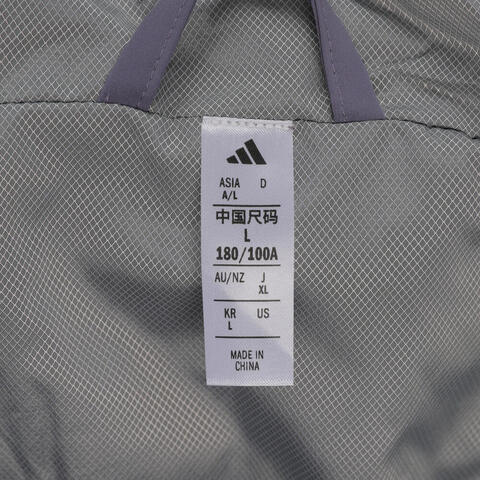 ASIA D
A/L
中国尺码
L
180/100A
AU/NZ J
XL
KR US
L
MADE IN
CHINA